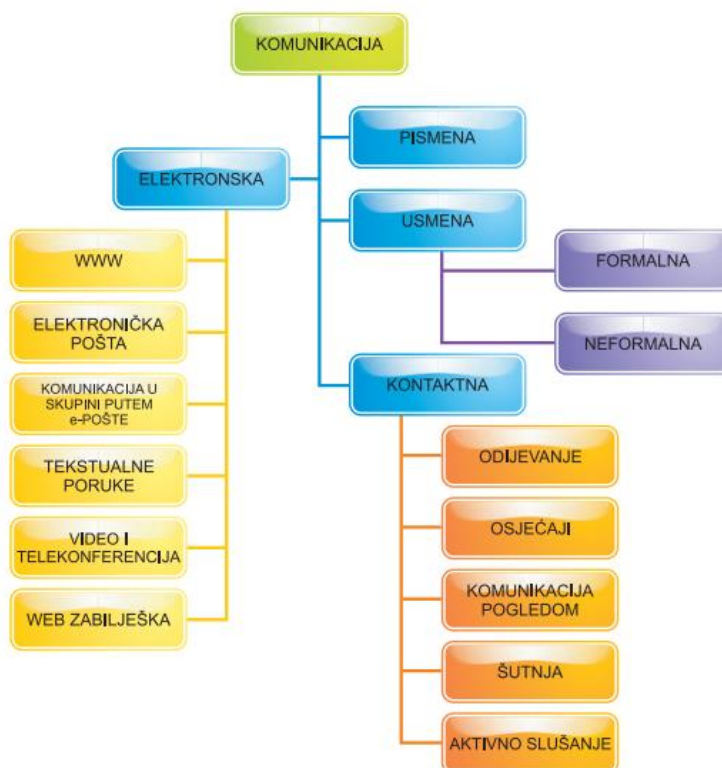 KOMUNIKACIJA
PISMENA
ELEKTRONSKA
USMENA
WWW
FORMALNA
ELEKTRONIČKA
POŠTA
NEFORMALNA
KONTAKTNA
KOMUNIKACIJA U
SKUPINI PUTEM
e-POŠTE
ODIJEVANJE
TEKSTUALNE
PORUKE
OSJEĆAJI
VIDEO I
TELEKONFERENCIJA
KOMUNIKACIJA
POGLEDOM
WEB ZABILJEŠKA
ŠUTNJA
AKTIVNO SLUŠANJE